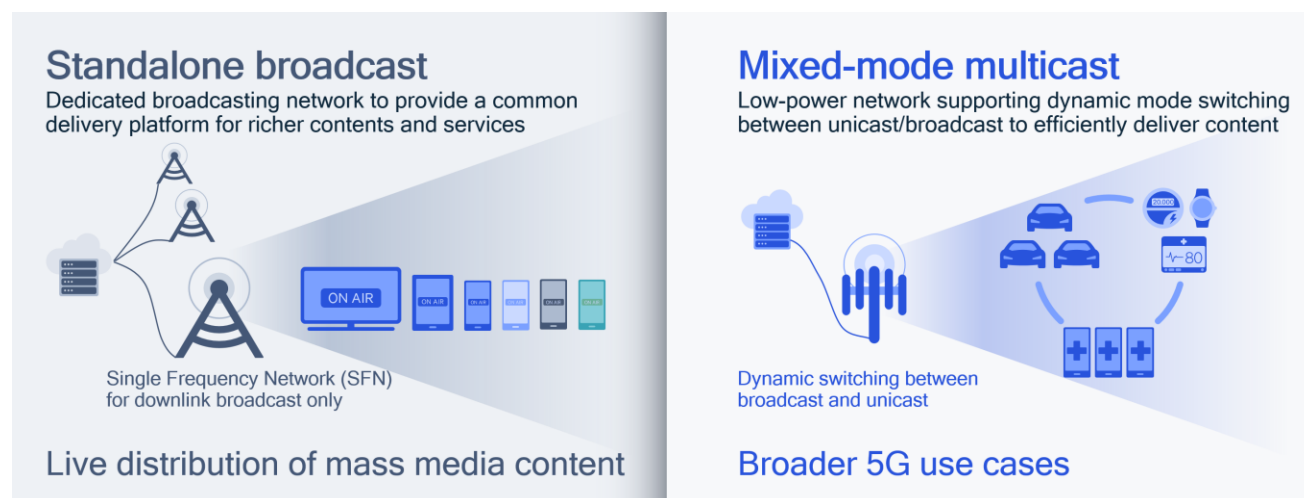 Standalone broadcast
Dedicated broadcasting network to provide a common
delivery platform for richer contents and services
ON AIR
ON AIR
ON AIR
ON AIR
ON AIR
ON AIR
Single Frequency Network (SFN)
for downlink broadcast only
Live distribution of mass media content
Mixed-mode multicast
Low-power network supporting dynamic mode switching
between unicast/broadcast to efficiently deliver content
20,000
80
Dynamic switching between
broadcast and unicast
Broader 5G use cases